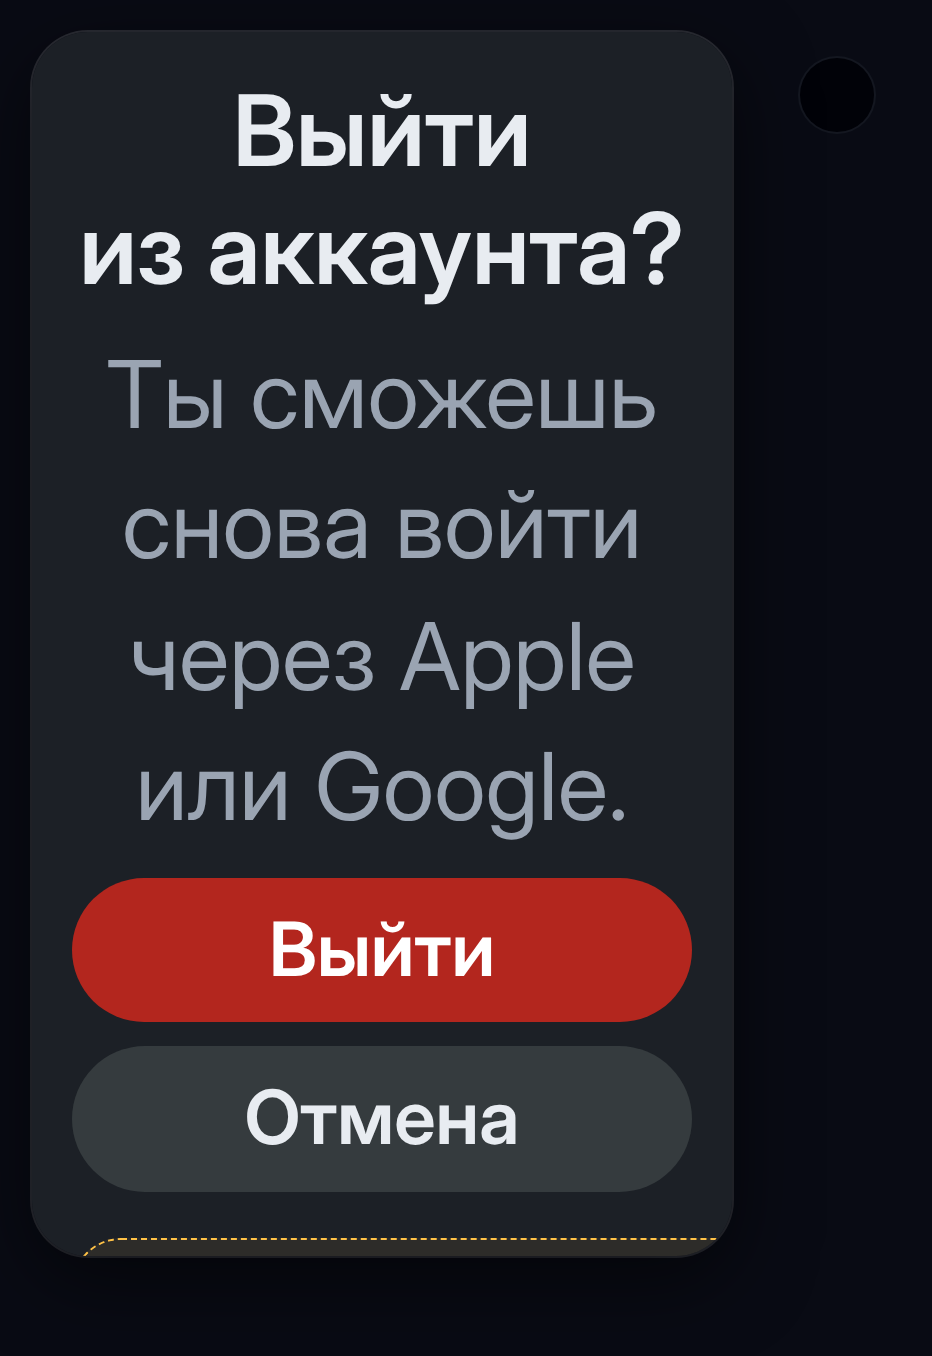 Выйти
из аккаунта?
Ты сможешь
снова войти
через Apple
или Google.
Выйти
Отмена